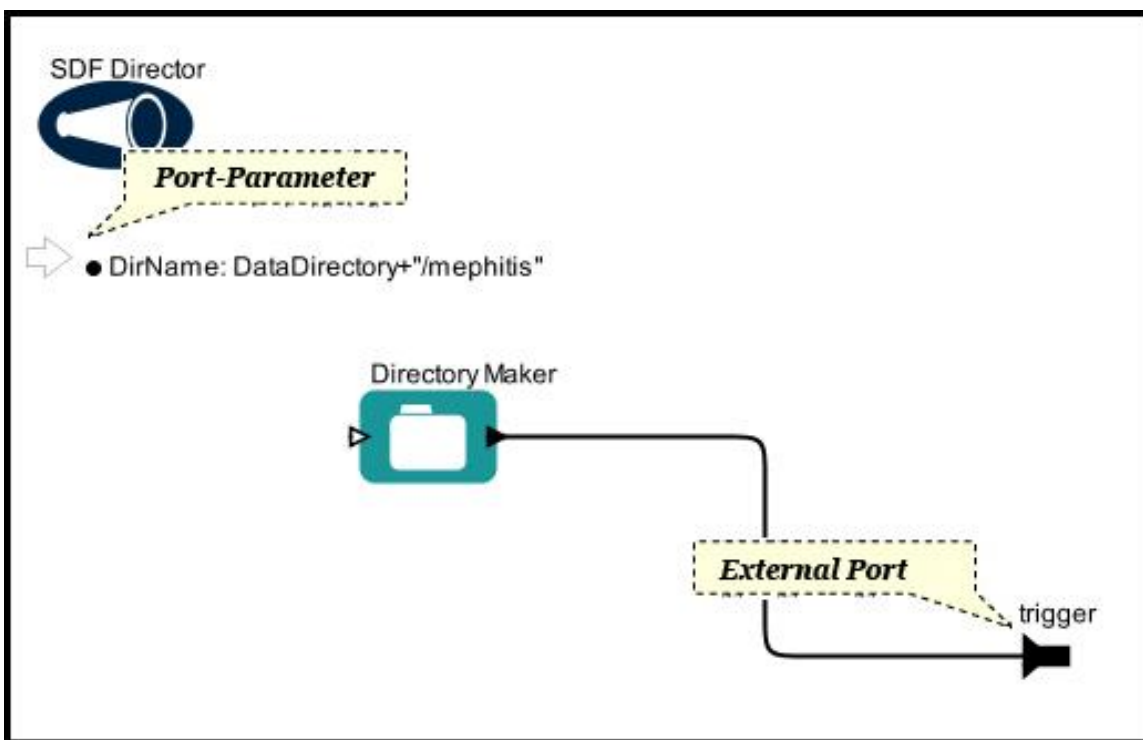 SDF Director
Port-Parameter
DirName: DataDirectory+"/mephitis"
Directory Maker
External Port
trigger